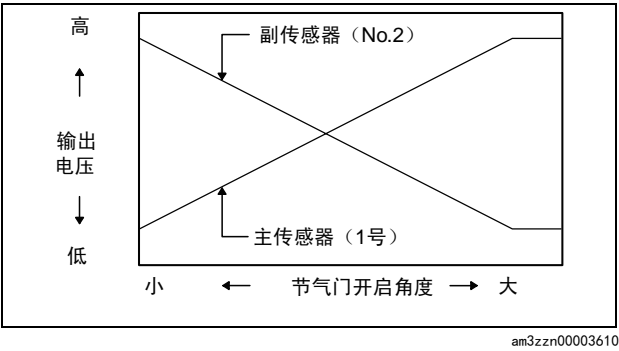 高
副传感器（No.2）
输出
电压
主传感器（1号）
低
小 节气门开启角度 大
am3zzn00003610